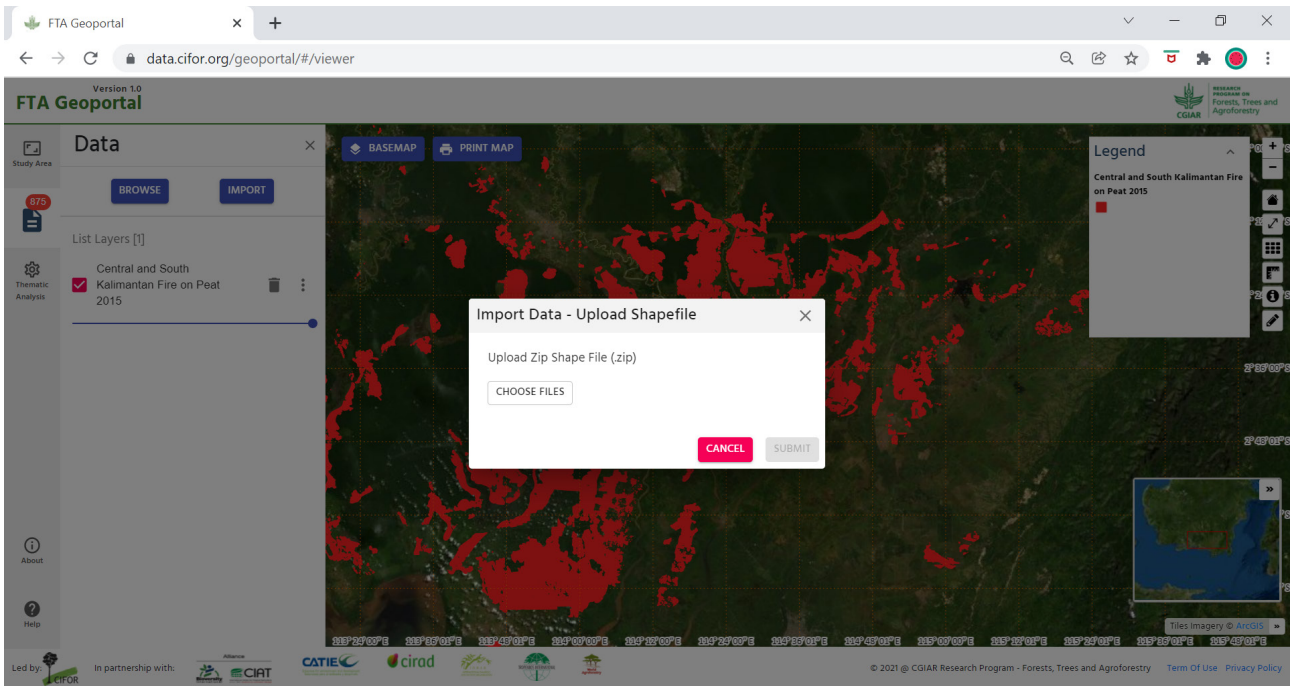 FTA Geoportal
data.cifor.org/geoportal/#/viewer
Version 1.0
FTA Geoportal
CGIAR
RESEARCH
PROGRAM ON
Forests, Trees and
Agroforestry
Study Area
875
Thematic
Analysis
About
Help
Data
BROWSE
IMPORT
List Layers [1]
Central and South
Kalimantan Fire on Peat
2015
BASEMAP
PRINT MAP
Legend
Central and South Kalimantan Fire
on Peat 2015
Import Data - Upload Shapefile
Upload Zip Shape File (.zip)
CHOOSE FILES
CANCEL
SUBMIT
Tiles Imagery © ArcGIS
Led by:
CIFOR
In partnership with:
Alliance
CIAT
CATIE
cirad
© 2021 @ CGIAR Research Program - Forests, Trees and Agroforestry
Term Of Use
Privacy Policy